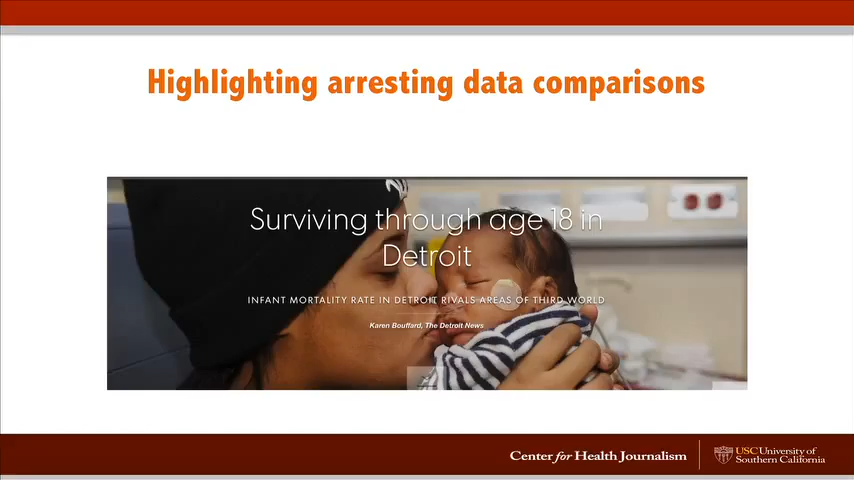 Highlighting arresting data comparisons
Surviving through age 18 in
Detroit
INFANT MORTALITY RATE IN DETROIT RIVALS AREAS OF THIRD WORLD
Karen Bouffard, The Detroit News
Center for Health Journalism
USC University of
Southern California